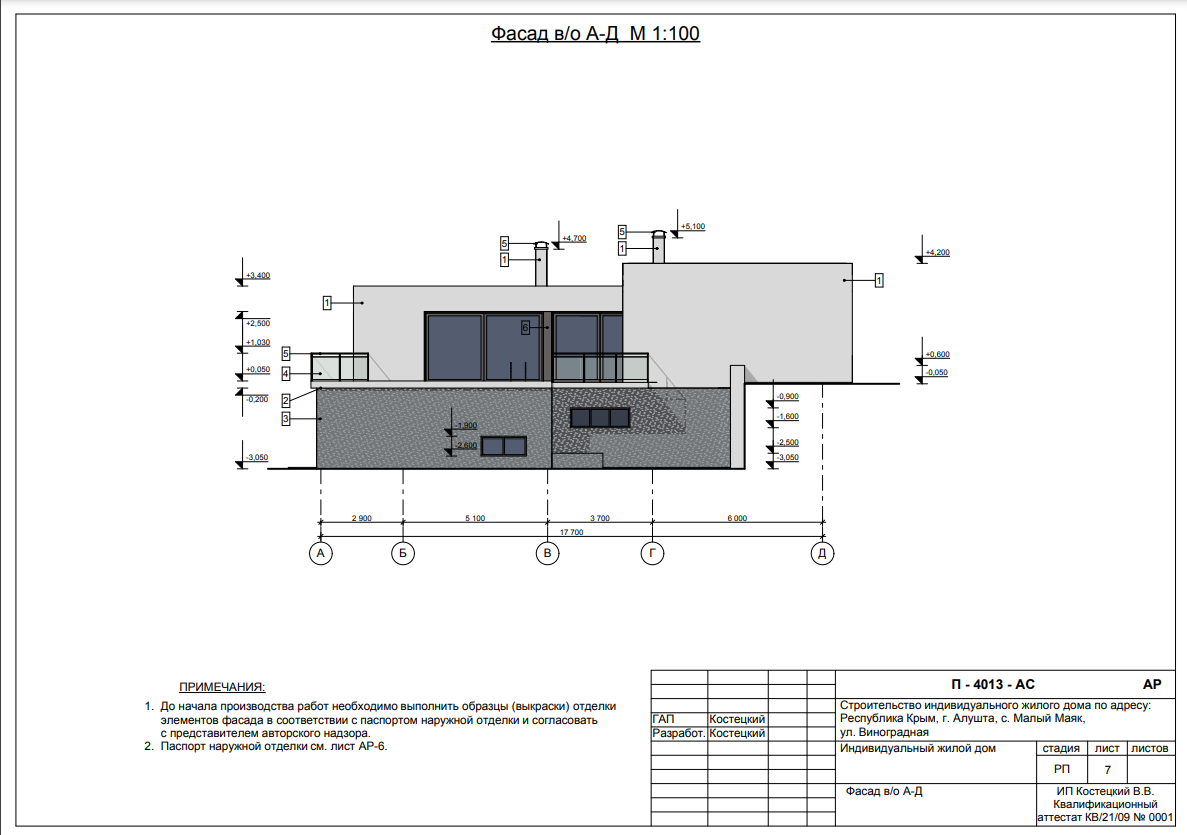 Фасад в/о А-Д  М 1:100
+5,100
5
+4,700
5
1
1
+4,200
+3,400
1
1
+2,500
6
+1,030
5
+0,600
+0,050
4
-0,050
-0,200
2
-0,900
3
-1,600
-1,900
-2,500
-2,600
-3,050
-3,050
2 900
5 100
3 700
6 000
17 700
А
Б
В
Г
Д
ПРИМЕЧАНИЯ:
1. До начала производства работ необходимо выполнить образцы (выкраски) отделки
элементов фасада в соответствии с паспортом наружной отделки и согласовать
с представителем авторского надзора.
2. Паспорт наружной отделки см. лист АР-6.
П - 4013 - АС
АР
Строительство индивидуального жилого дома по адресу:
Республика Крым, г. Алушта, с. Малый Маяк,
ул. Виноградная
ГАП
Костецкий
Разработ.
Костецкий
Индивидуальный жилой дом
стадия
лист
листов
РП
7
Фасад в/о А-Д
ИП Костецкий В.В.
Квалификационный
аттестат КВ/21/09 № 0001